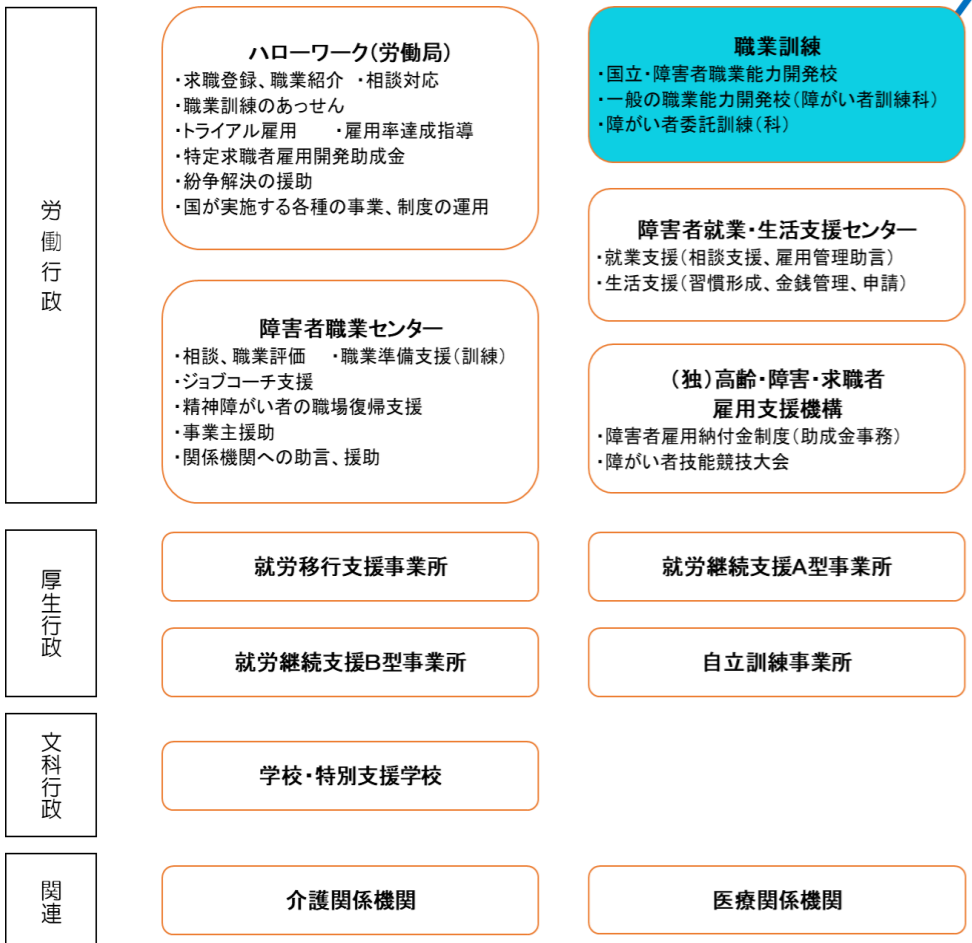 労働行政
ハローワーク(労働局)
・求職登録、職業紹介 ・相談対応
・職業訓練のあっせん
・トライアル雇用 ・雇用率達成指導
・特定求職者雇用開発助成金
・紛争解決の援助
・国が実施する各種の事業、制度の運用
職業訓練
・国立・障害者職業能力開発校
・一般の職業能力開発校(障がい者訓練科)
・障がい者委託訓練(科)
障害者就業・生活支援センター
・就業支援(相談支援、雇用管理助言)
・生活支援(習慣形成、金銭管理、申請)
障害者職業センター
・相談、職業評価 ・職業準備支援(訓練)
・ジョブコーチ支援
・精神障がい者の職場復帰支援
・事業主援助
・関係機関への助言、援助
(独)高齢・障害・求職者
雇用支援機構
・障害者雇用納付金制度(助成金事務)
・障がい者技能競技大会
厚生行政
就労移行支援事業所
就労継続支援A型事業所
就労継続支援B型事業所
自立訓練事業所
文科行政
学校・特別支援学校
関連
介護関係機関
医療関係機関